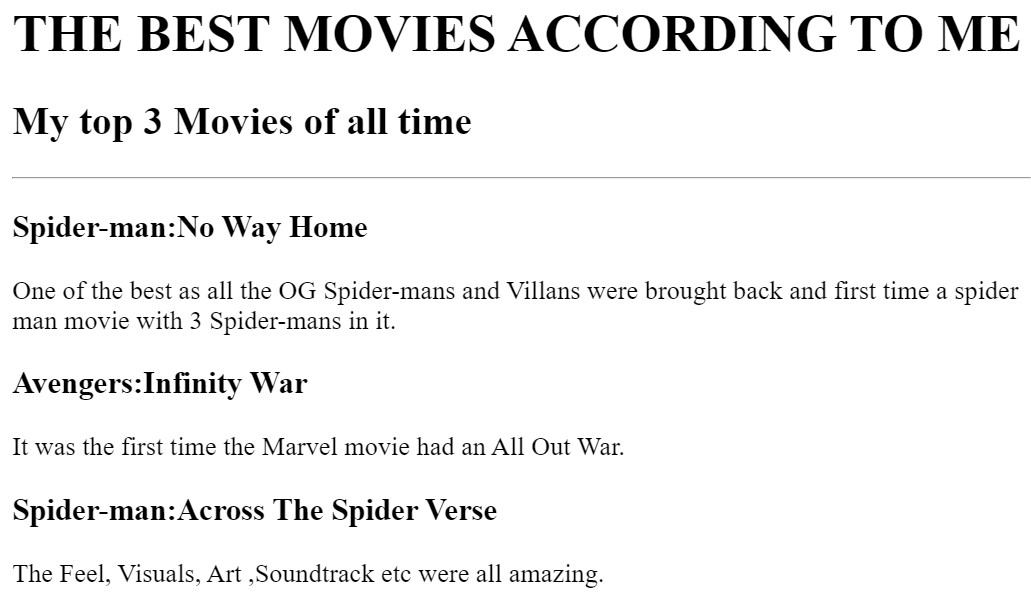 THE BEST MOVIES ACCORDING TO ME
My top 3 Movies of all time
Spider-man:No Way Home
One of the best as all the OG Spider-mans and Villans were brought back and first time a spider
man movie with 3 Spider-mans in it.
Avengers:Infinity War
It was the first time the Marvel movie had an All Out War.
Spider-man:Across The Spider Verse
The Feel, Visuals, Art ,Soundtrack etc were all amazing.